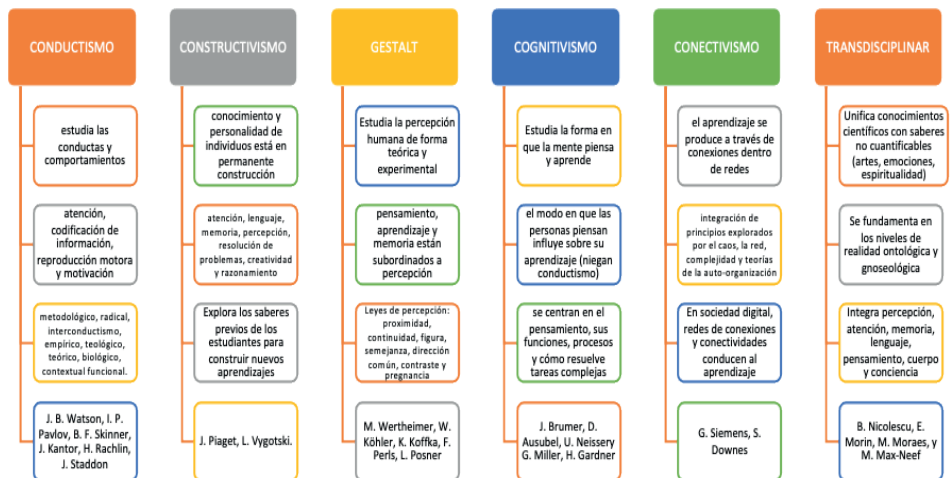 CONDUCTISMO
estudia las
conductas y
comportamientos
atención,
codificación de
información,
reproducción motora
y motivación
metodológico, radical,
interconductismo,
empírico, teológico,
teórico, biológico,
contextual funcional.
J. B. Watson, I. P.
Pavlov, B. F. Skinner,
J. Kantor, H. Rachlin,
J. Staddon
CONSTRUCTIVISMO
conocimiento y
personalidad de
individuos está en
permanente
construcción
atención, lenguaje,
memoria, percepción,
resolución de
problemas, creatividad
y razonamiento
Explora los saberes
previos de los
estudiantes para
construir nuevos
aprendizajes
J. Piaget, L. Vygotski.
GESTALT
Estudia la percepción
humana de forma
teórica y
experimental
pensamiento,
aprendizaje y
memoria están
subordinados a
percepción
Leyes de percepción:
proximidad,
continuidad, figura,
semejanza, dirección
común, contraste y
pregnancia
M. Wertheimer, W.
Köhler, K. Koffka, F.
Perls, L. Posner
COGNITIVISMO
Estudia la forma en
que la mente piensa y
aprende
el modo en que las
personas piensan
influye sobre su
aprendizaje (niegan
conductismo)
se centran en el
pensamiento, sus
funciones, procesos
y cómo resuelve
tareas complejas
J. Brumer, D.
Ausubel, U. Neissery
G. Miller, H. Gardner
CONECTIVISMO
el aprendizaje se
produce a través de
conexiones dentro de
redes
integración de
principios explorados
por el caos, la red,
complejidad y teorías
de la auto-organización
En sociedad digital,
redes de conexiones
y conectividades
conducen al
aprendizaje
G. Siemens, S.
Downes
TRANSDISCIPLINAR
Unifica conocimientos
científicos con saberes
no cuantificables
(artes, emociones,
espiritualidad)
Se fundamenta en
los niveles de
realidad ontológica y
gnoseológica
Integra percepción,
atención, memoria,
lenguaje,
pensamiento, cuerpo
y conciencia
B. Nicolescu, E.
Morin, M. Moraes, y
M. Max-Neef